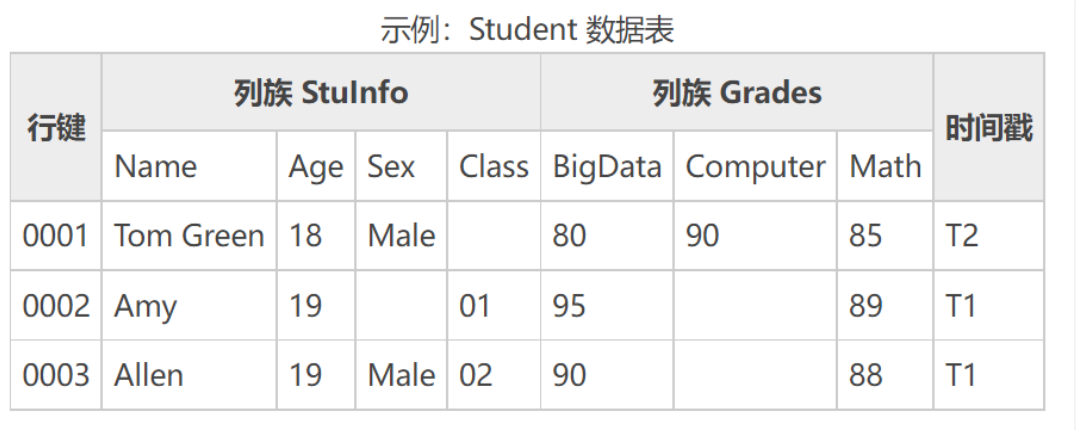 示例：Student 数据表
行键 列族 StuInfo 列族 Grades 时间戳
Name Age Sex Class BigData Computer Math
0001 Tom Green 18 Male 80 90 85 T2
0002 Amy 19 01 95 89 T1
0003 Allen 19 Male 02 90 88 T1